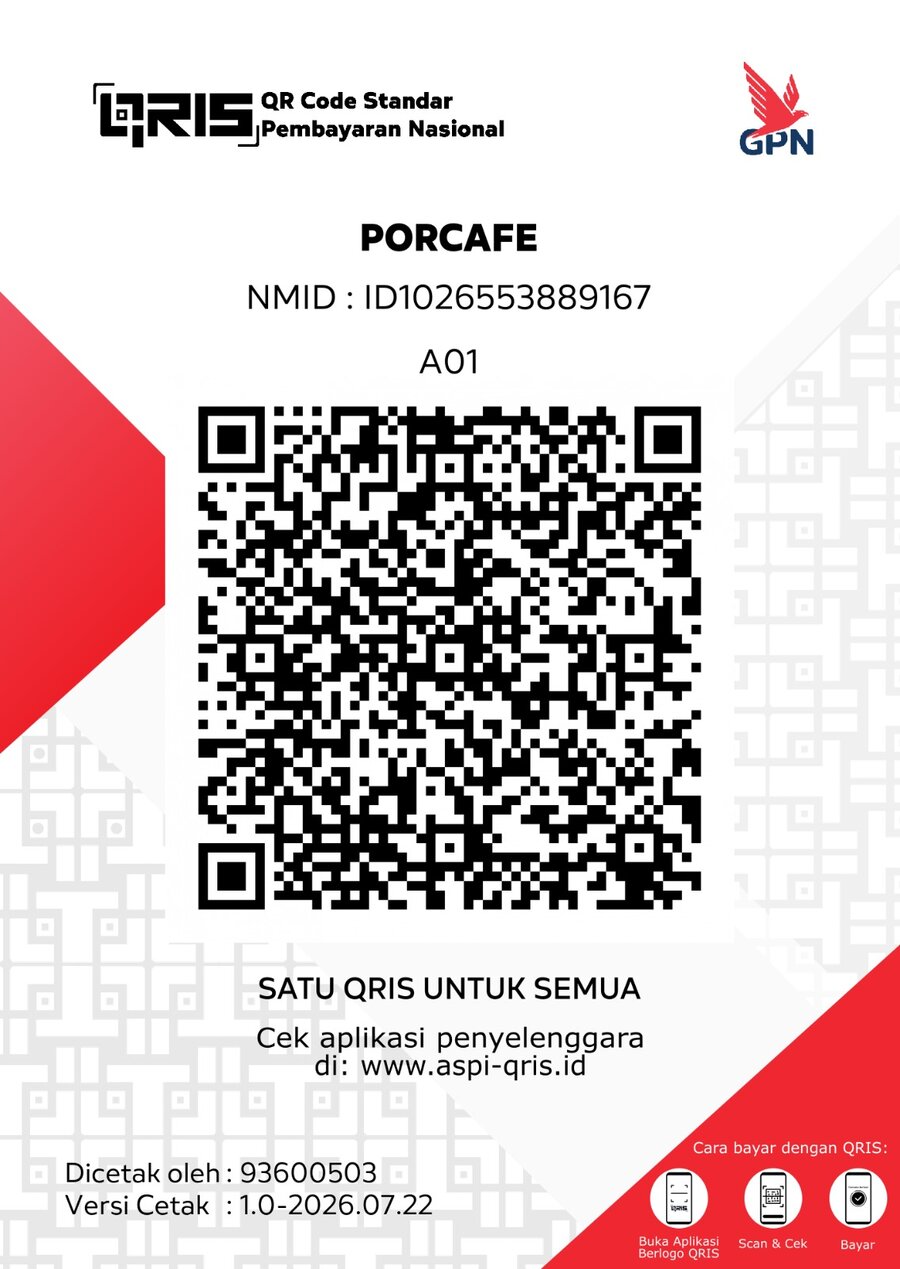 QRIS QR Code Standar
Pembayaran Nasional
GPN
PORCAFE
NMID : ID1026553889167
A01
SATU QRIS UNTUK SEMUA
Cek aplikasi penyelenggara
di: www.aspi-qris.id
Dicetak oleh : 93600503
Versi Cetak : 1.0-2026.07.22
Cara bayar dengan QRIS:
Buka Aplikasi
Berlogo QRIS
Scan & Cek
Bayar